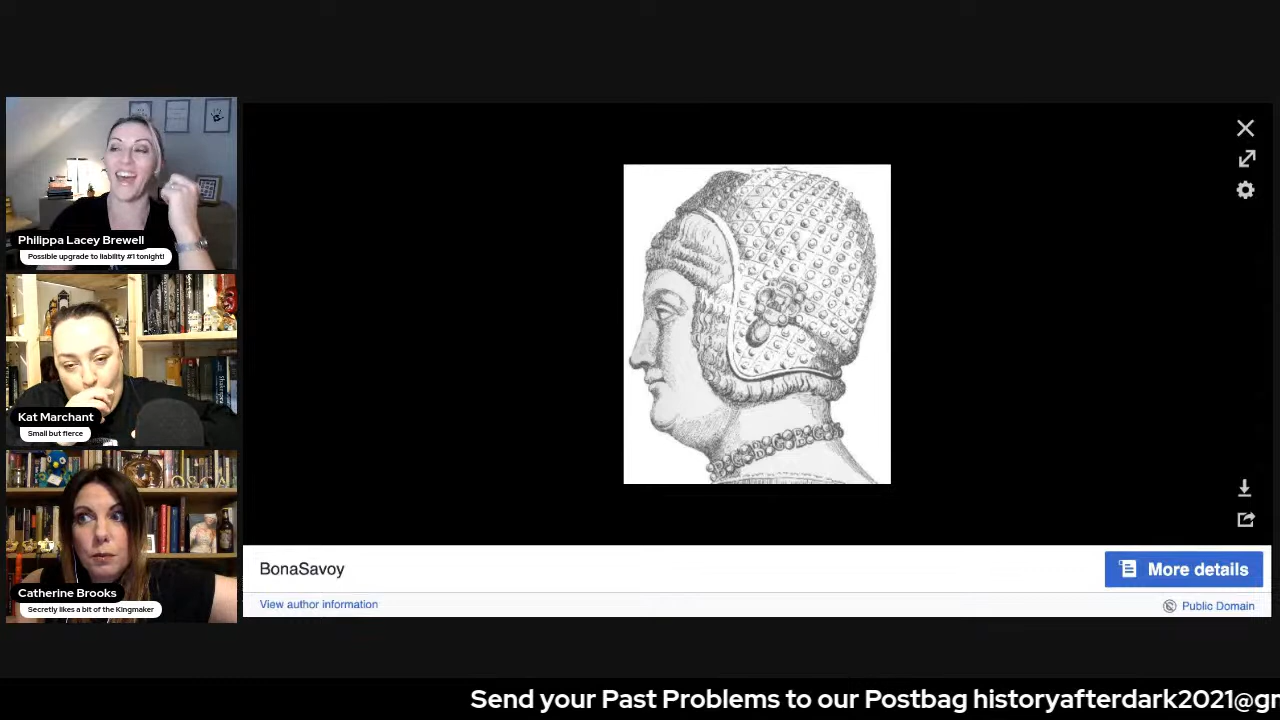 Philippa Lacey Brewell
Possible upgrade to liability #1 tonight!
Kat Marchant
Small but fierce
Catherine Brooks
Secretly likes a bit of the Kingmaker
BonaSavoy
More details
View author information
Public Domain
Send your Past Problems to our Postbag historyafterdark2021@gr